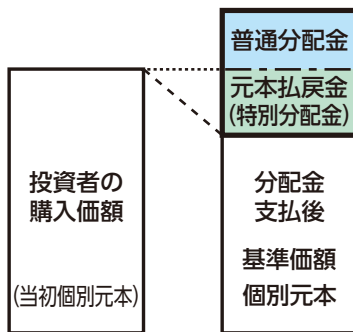 普通分配金
元本払戻金
(特別分配金)
投資者の
購入価額
(当初個別元本)
分配金
支払後
基準価額
個別元本